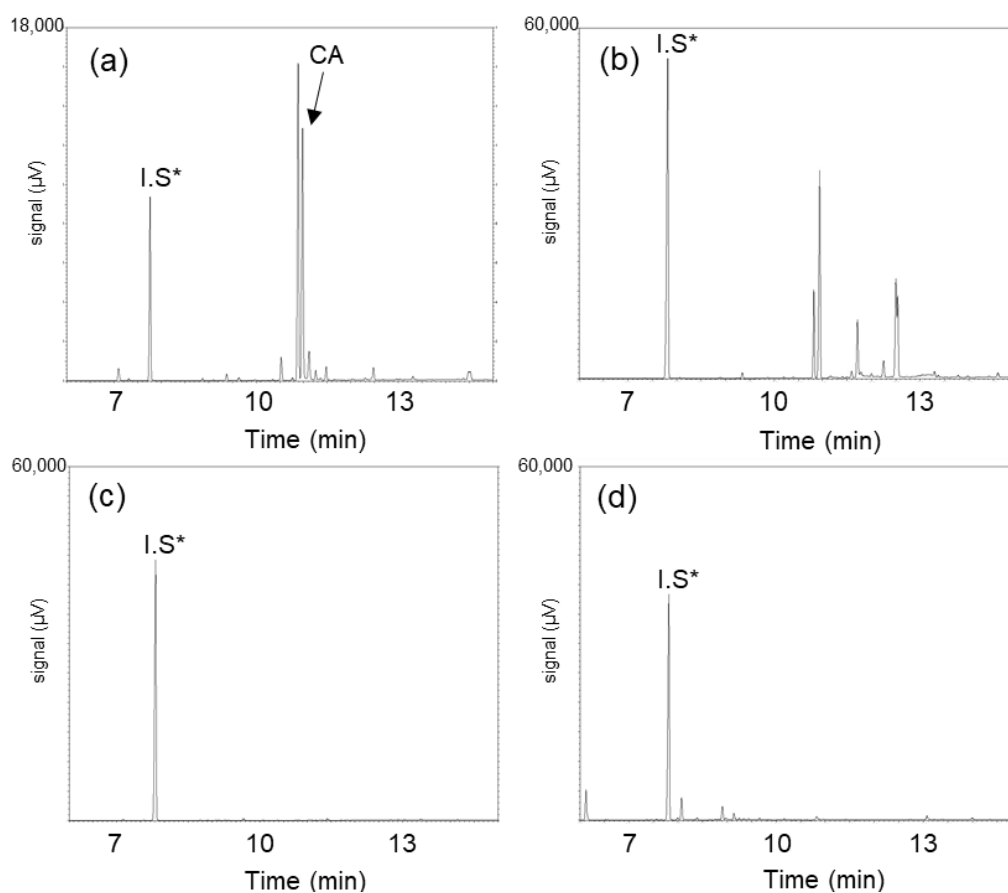 18,000
(a)
CA
I.S*
signal (µV)
7 10 13
Time (min)
60,000
(b)
I.S*
signal (µV)
7 10 13
Time (min)
60,000
(c)
I.S*
signal (µV)
7 10 13
Time (min)
60,000
(d)
I.S*
signal (µV)
7 10 13
Time (min)